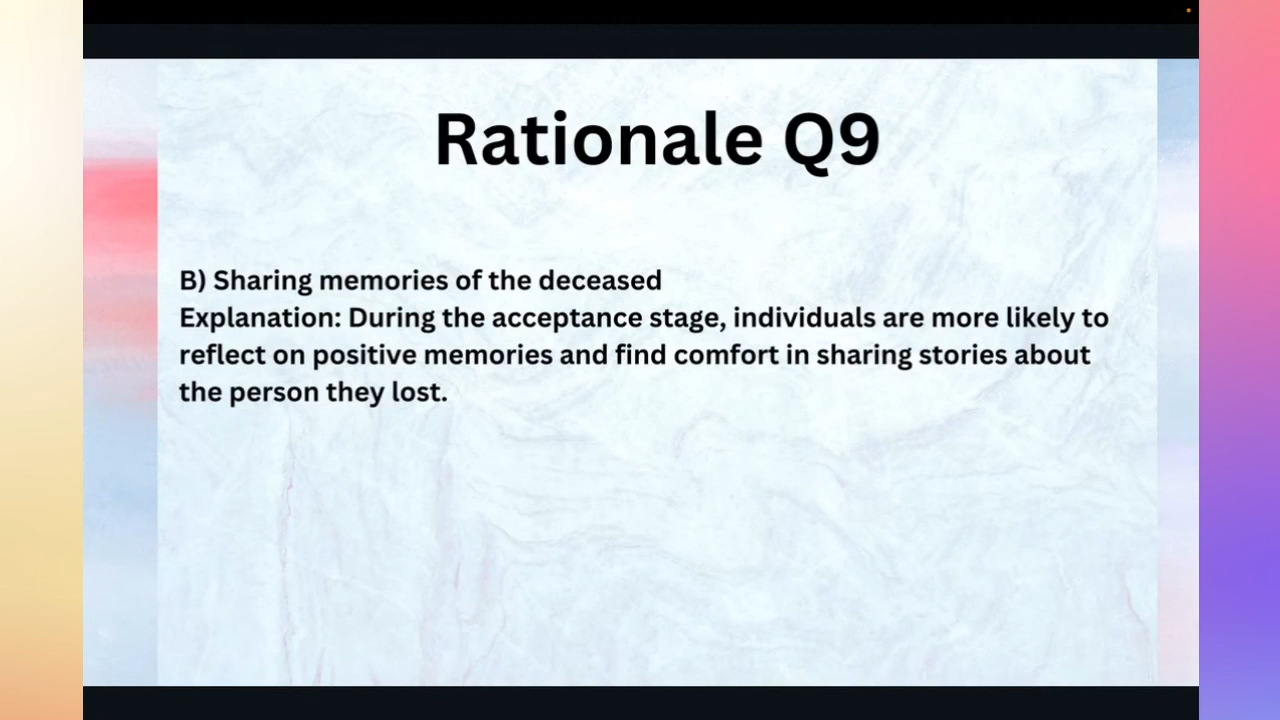 Rationale Q9
B) Sharing memories of the deceased
Explanation: During the acceptance stage, individuals are more likely to
reflect on positive memories and find comfort in sharing stories about
the person they lost.